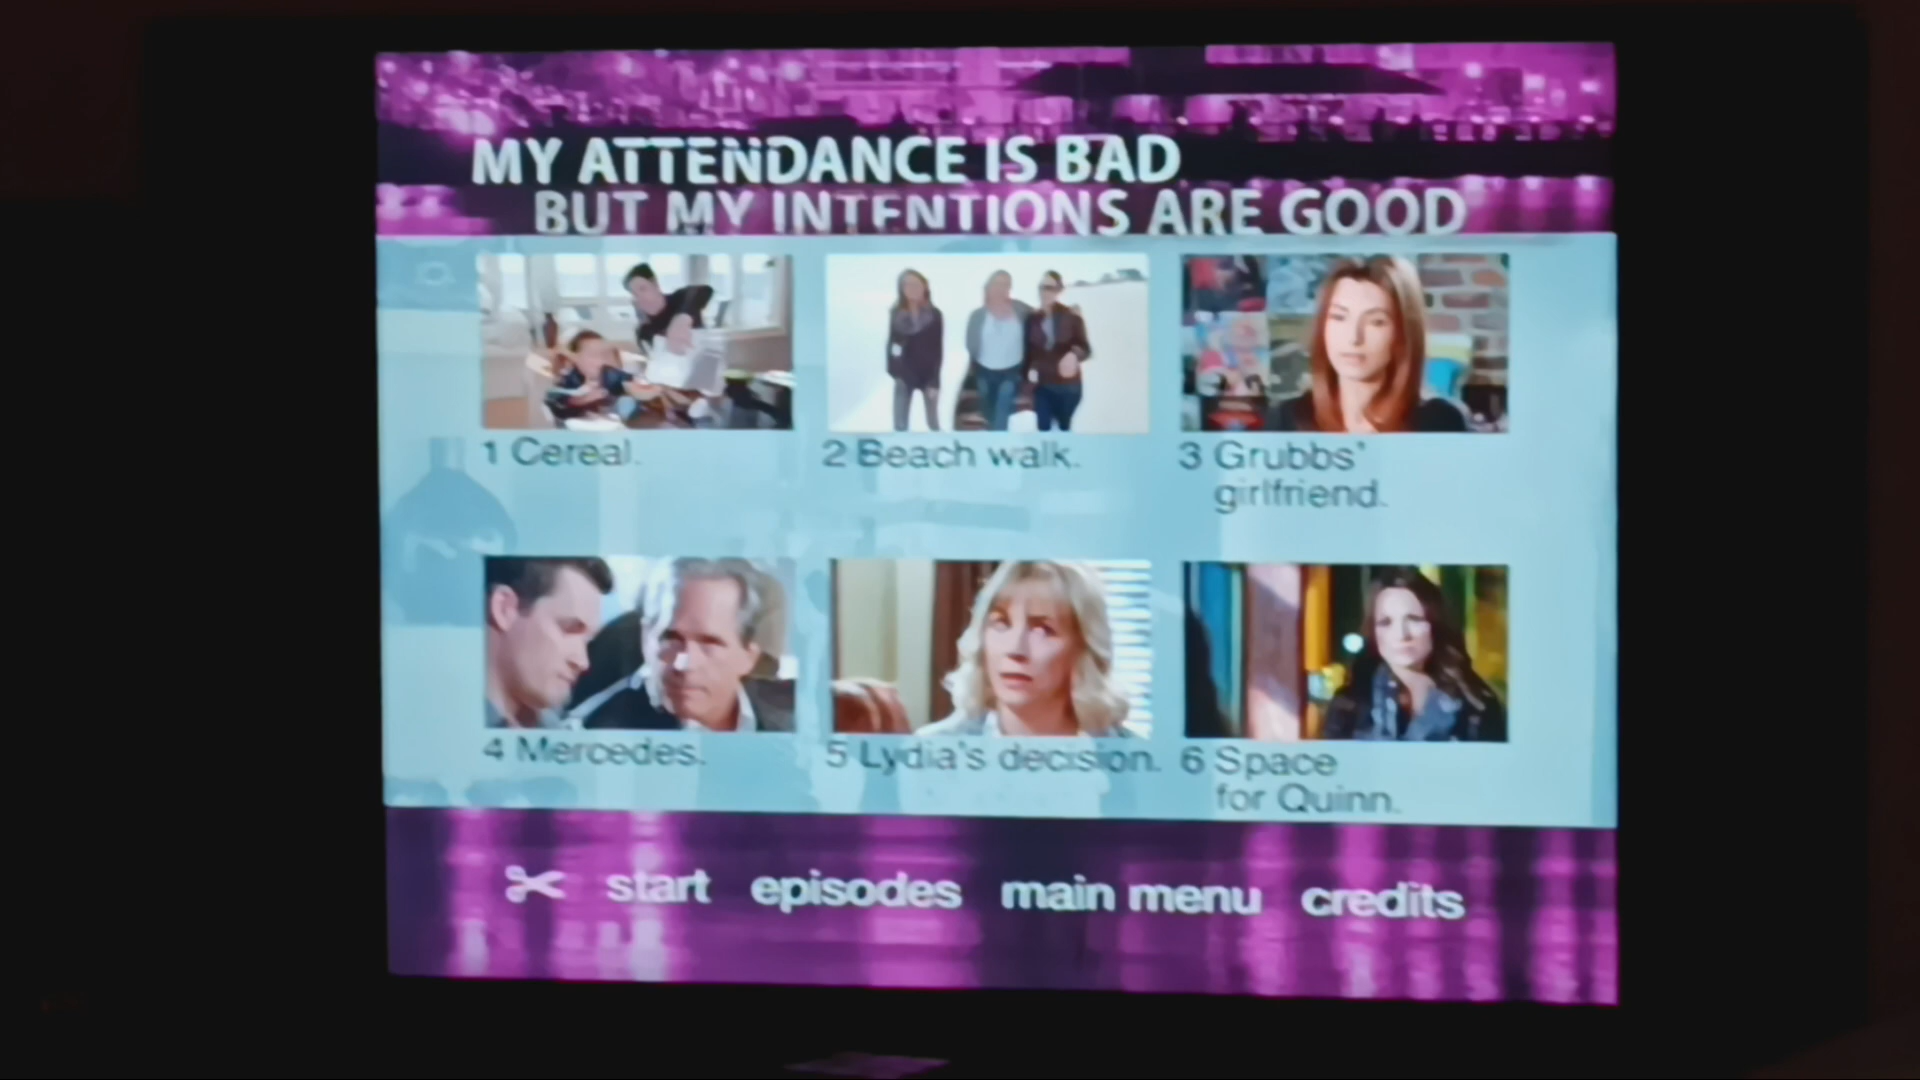 MY ATTENDANCE IS BAD
BUT MY INTENTIONS ARE GOOD
1 Cereal.
2 Beach walk.
3 Grubbs'
girlfriend.
4 Mercedes.
5 Lydia's decision.
6 Space
for Quinn.
start episodes main menu credits